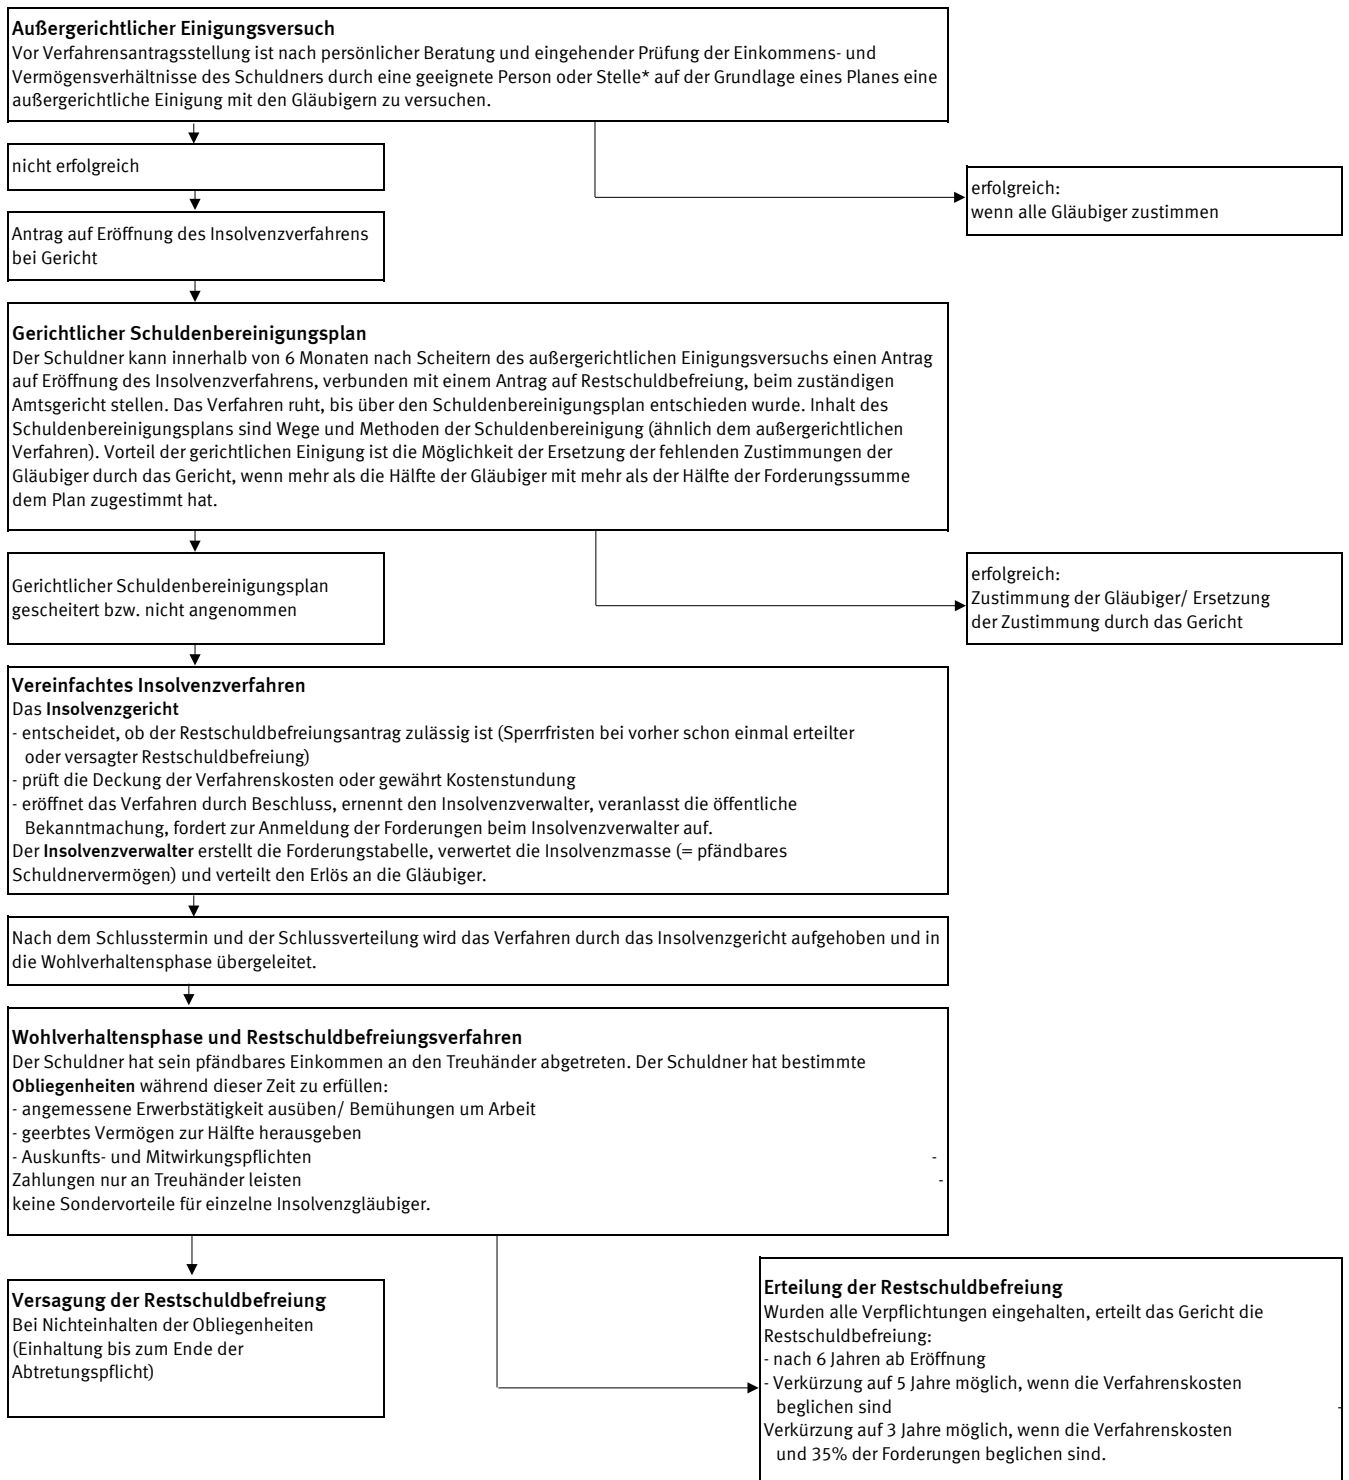 Außergerichtlicher Einigungsversuch
Vor Verfahrensantragsstellung ist nach persönlicher Beratung und eingehender Prüfung der Einkommens- und
Vermögensverhältnisse des Schuldners durch eine geeignete Person oder Stelle* auf der Grundlage eines Planes eine
außergerichtliche Einigung mit den Gläubigern zu versuchen.
nicht erfolgreich
erfolgreich:
wenn alle Gläubiger zustimmen
Antrag auf Eröffnung des Insolvenzverfahrens
bei Gericht
Gerichtlicher Schuldenbereinigungsplan
Der Schuldner kann innerhalb von 6 Monaten nach Scheitern des außergerichtlichen Einigungsversuchs einen Antrag
auf Eröffnung des Insolvenzverfahrens, verbunden mit einem Antrag auf Restschuldbefreiung, beim zuständigen
Amtsgericht stellen. Das Verfahren ruht, bis über den Schuldenbereinigungsplan entschieden wurde. Inhalt des
Schuldenbereinigungsplans sind Wege und Methoden der Schuldenbereinigung (ähnlich dem außergerichtlichen
Verfahren). Vorteil der gerichtlichen Einigung ist die Möglichkeit der Ersetzung der fehlenden Zustimmungen der
Gläubiger durch das Gericht, wenn mehr als die Hälfte der Gläubiger mit mehr als der Hälfte der Forderungssumme
dem Plan zugestimmt hat.
Gerichtlicher Schuldenbereinigungsplan
gescheitert bzw. nicht angenommen
erfolgreich:
Zustimmung der Gläubiger/ Ersetzung
der Zustimmung durch das Gericht
Vereinfachtes Insolvenzverfahren
Das Insolvenzgericht
- entscheidet, ob der Restschuldbefreiungsantrag zulässig ist (Sperrfristen bei vorher schon einmal erteilter
oder versagter Restschuldbefreiung)
- prüft die Deckung der Verfahrenskosten oder gewährt Kostenstundung
- eröffnet das Verfahren durch Beschluss, ernennt den Insolvenzverwalter, veranlasst die öffentliche
Bekanntmachung, fordert zur Anmeldung der Forderungen beim Insolvenzverwalter auf.
Der Insolvenzverwalter erstellt die Forderungstabelle, verwertet die Insolvenzmasse (= pfändbares
Schuldnervermögen) und verteilt den Erlös an die Gläubiger.
Nach dem Schlusstermin und der Schlussverteilung wird das Verfahren durch das Insolvenzgericht aufgehoben und in
die Wohlverhaltensphase übergeleitet.
Wohlverhaltensphase und Restschuldbefreiungsverfahren
Der Schuldner hat sein pfändbares Einkommen an den Treuhänder abgetreten. Der Schuldner hat bestimmte
Obliegenheiten während dieser Zeit zu erfüllen:
- angemessene Erwerbstätigkeit ausüben/ Bemühungen um Arbeit
- geerbtes Vermögen zur Hälfte herausgeben
- Auskunfts- und Mitwirkungspflichten -
Zahlungen nur an Treuhänder leisten -
keine Sondervorteile für einzelne Insolvenzgläubiger.
Versagung der Restschuldbefreiung
Bei Nichteinhalten der Obliegenheiten
(Einhaltung bis zum Ende der
Abtretungspflicht)
Erteilung der Restschuldbefreiung
Wurden alle Verpflichtungen eingehalten, erteilt das Gericht die
Restschuldbefreiung:
- nach 6 Jahren ab Eröffnung
- Verkürzung auf 5 Jahre möglich, wenn die Verfahrenskosten
beglichen sind -
Verkürzung auf 3 Jahre möglich, wenn die Verfahrenskosten
und 35% der Forderungen beglichen sind.